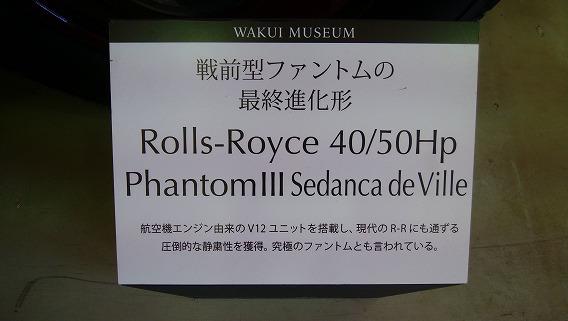 WAKUI MUSEUM
戦前型ファントムの
最終進化形
Rolls-Royce 40/50Hp
PhantomIII Sedanca de Ville
航空機エンジン由来のV12ユニットを搭載し、現代のR-Rにも通ずる
圧倒的な静粛性を獲得。究極のファントムとも言われている。